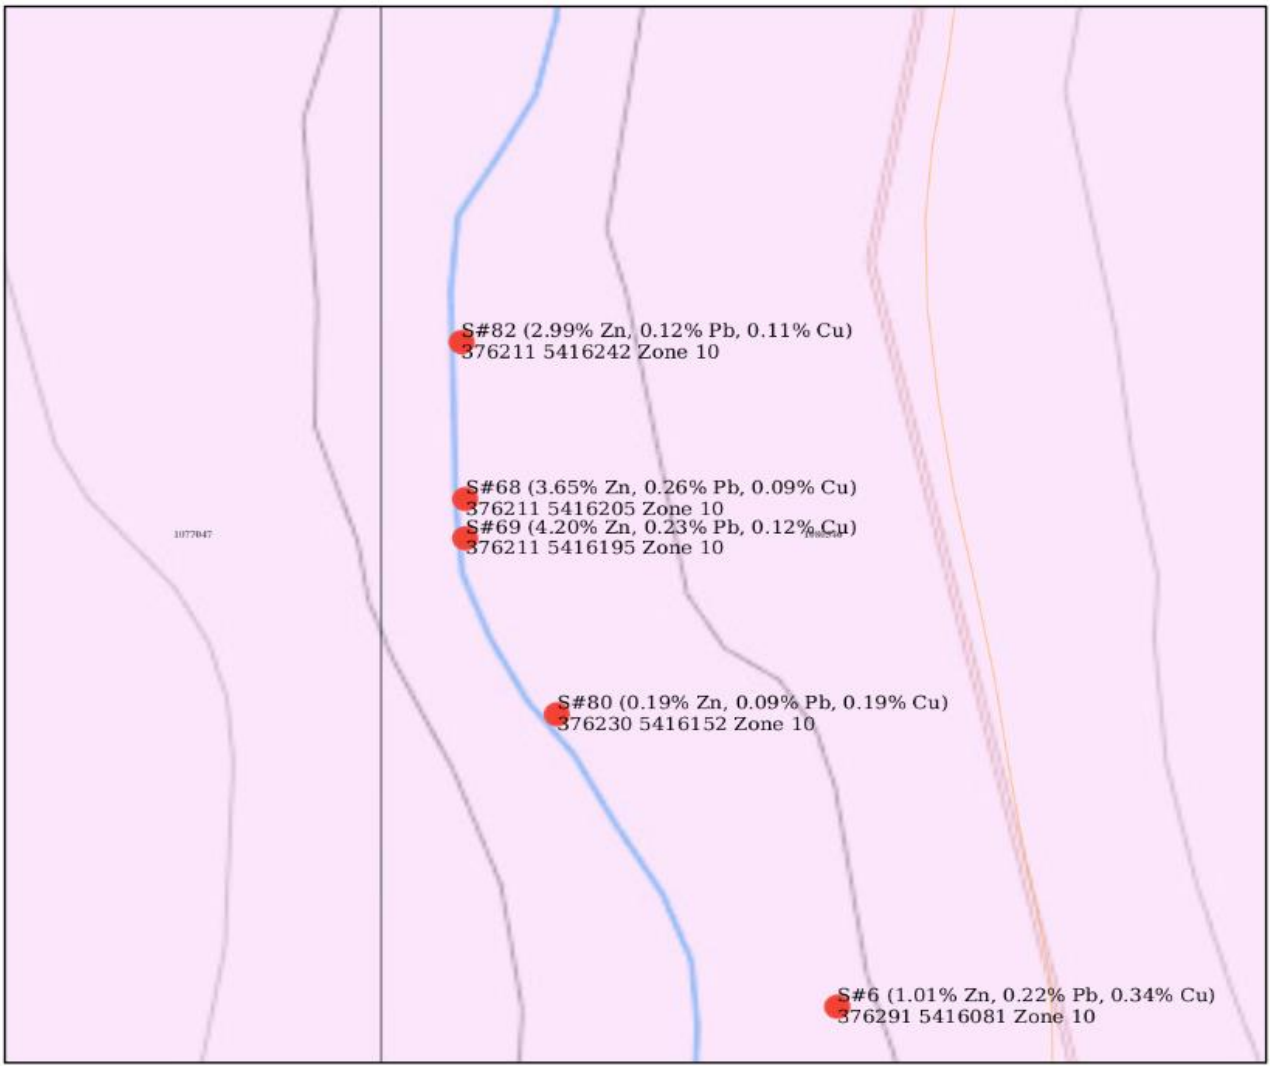 S#82 (2.99% Zn, 0.12% Pb, 0.11% Cu)
376211 5416242 Zone 10
S#68 (3.65% Zn, 0.26% Pb, 0.09% Cu)
376211 5416205 Zone 10
S#69 (4.20% Zn, 0.23% Pb, 0.12% Cu)
376211 5416195 Zone 10
1077047
S#80 (0.19% Zn, 0.09% Pb, 0.19% Cu)
376230 5416152 Zone 10
S#6 (1.01% Zn, 0.22% Pb, 0.34% Cu)
376291 5416081 Zone 10